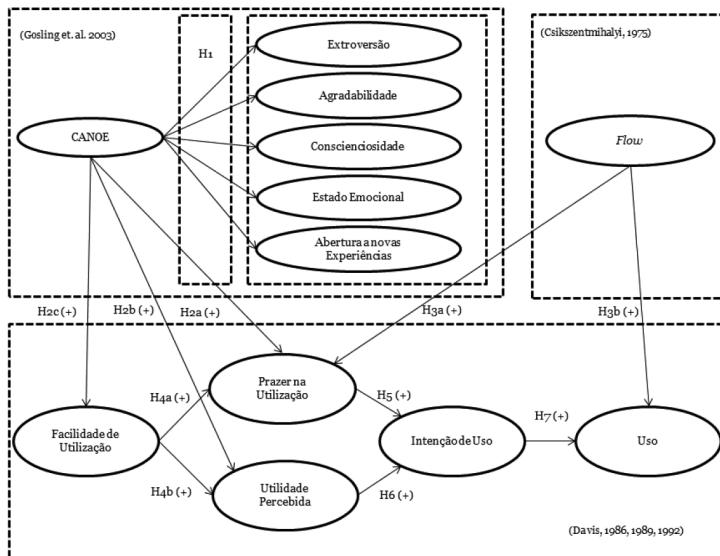 (Gosling et. al. 2003)
H1
Extroversão
(Csikszentmihalyi, 1975)
Agradabilidade
CANOE
Conscienciosidade
Flow
Estado Emocional
Abertura a novas
Experiências
H2c (+)
H2b (+)
H2a (+)
H3a (+)
H3b (+)
H4a (+)
Prazer na
Utilização
H5 (+)
Facilidade de
Utilização
Intenção de Uso
H7 (+)
Uso
H4b (+)
Utilidade
Percebida
H6 (+)
(Davis, 1986, 1989, 1992)